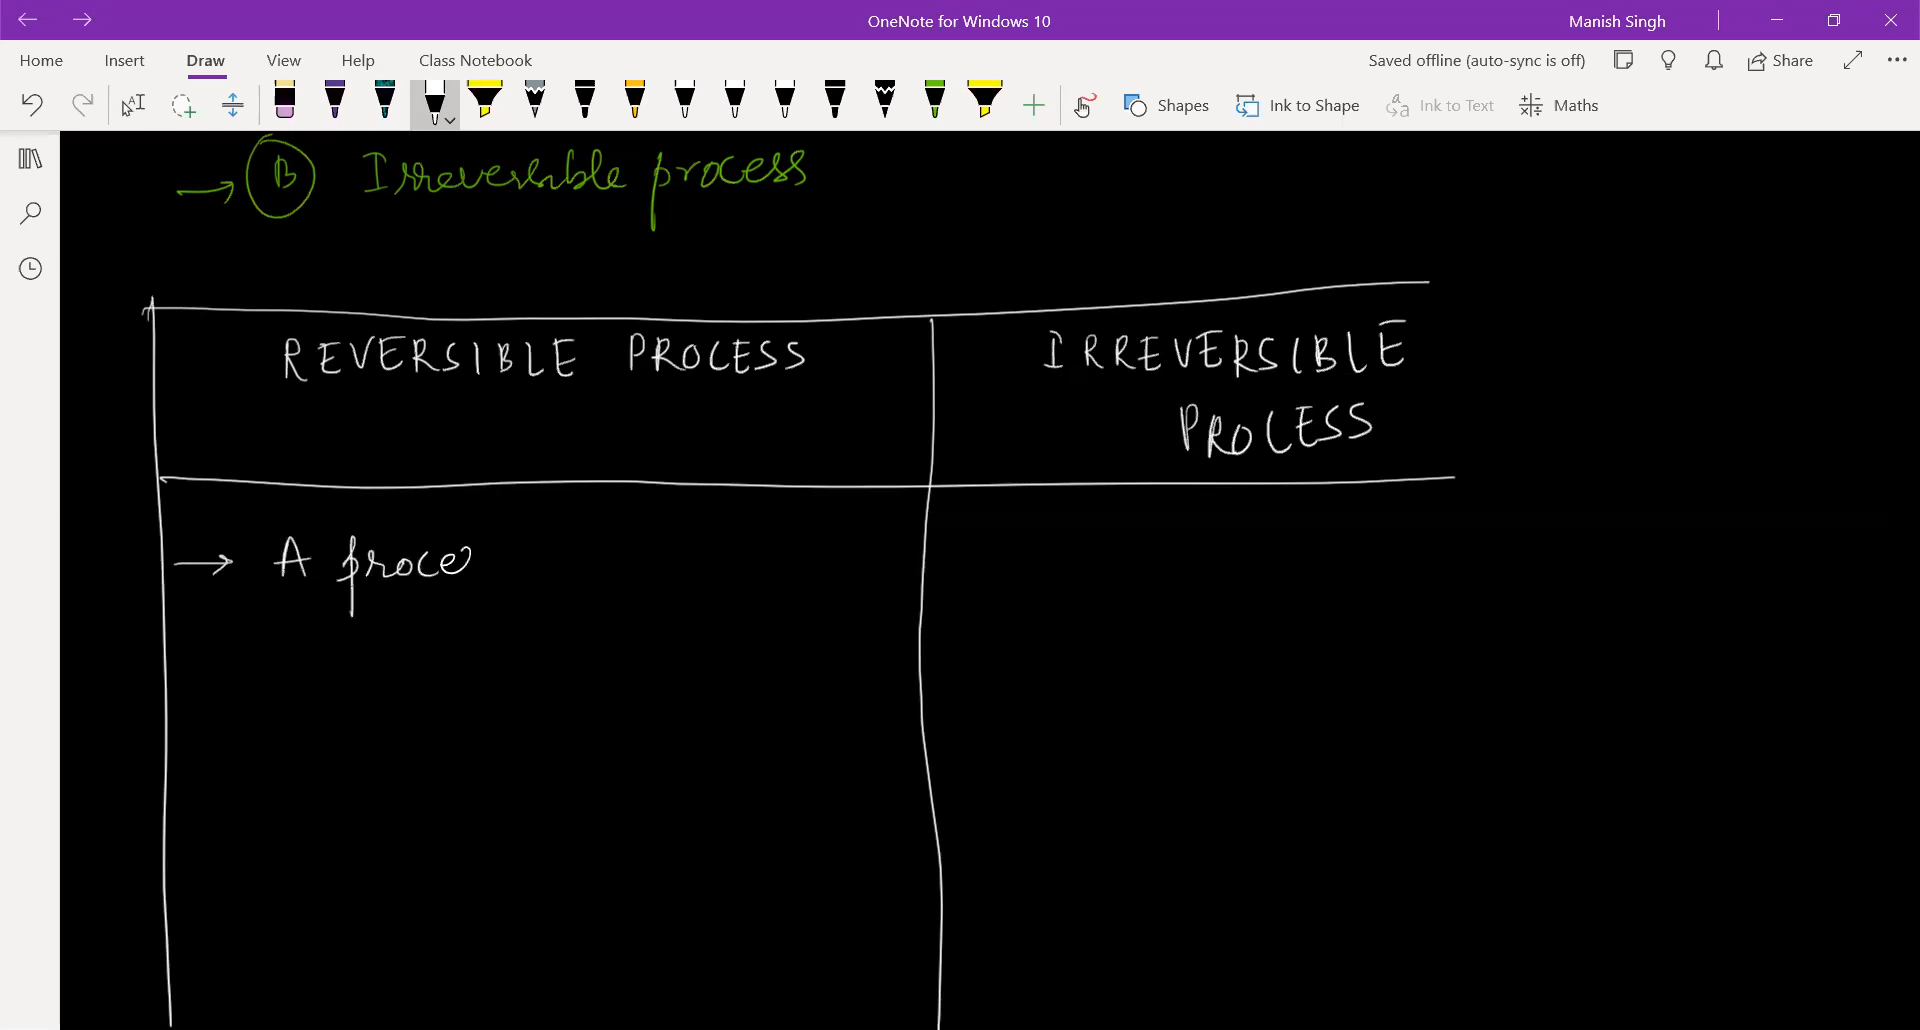 OneNote for Windows 10
Manish Singh
Home Insert Draw View Help Class Notebook
Saved offline (auto-sync is off) Share
Shapes Ink to Shape Ink to Text Maths
→ B Irreversible process
REVERSIBLE PROCESS
IRREVERSIBLE
PROCESS
→ A proce